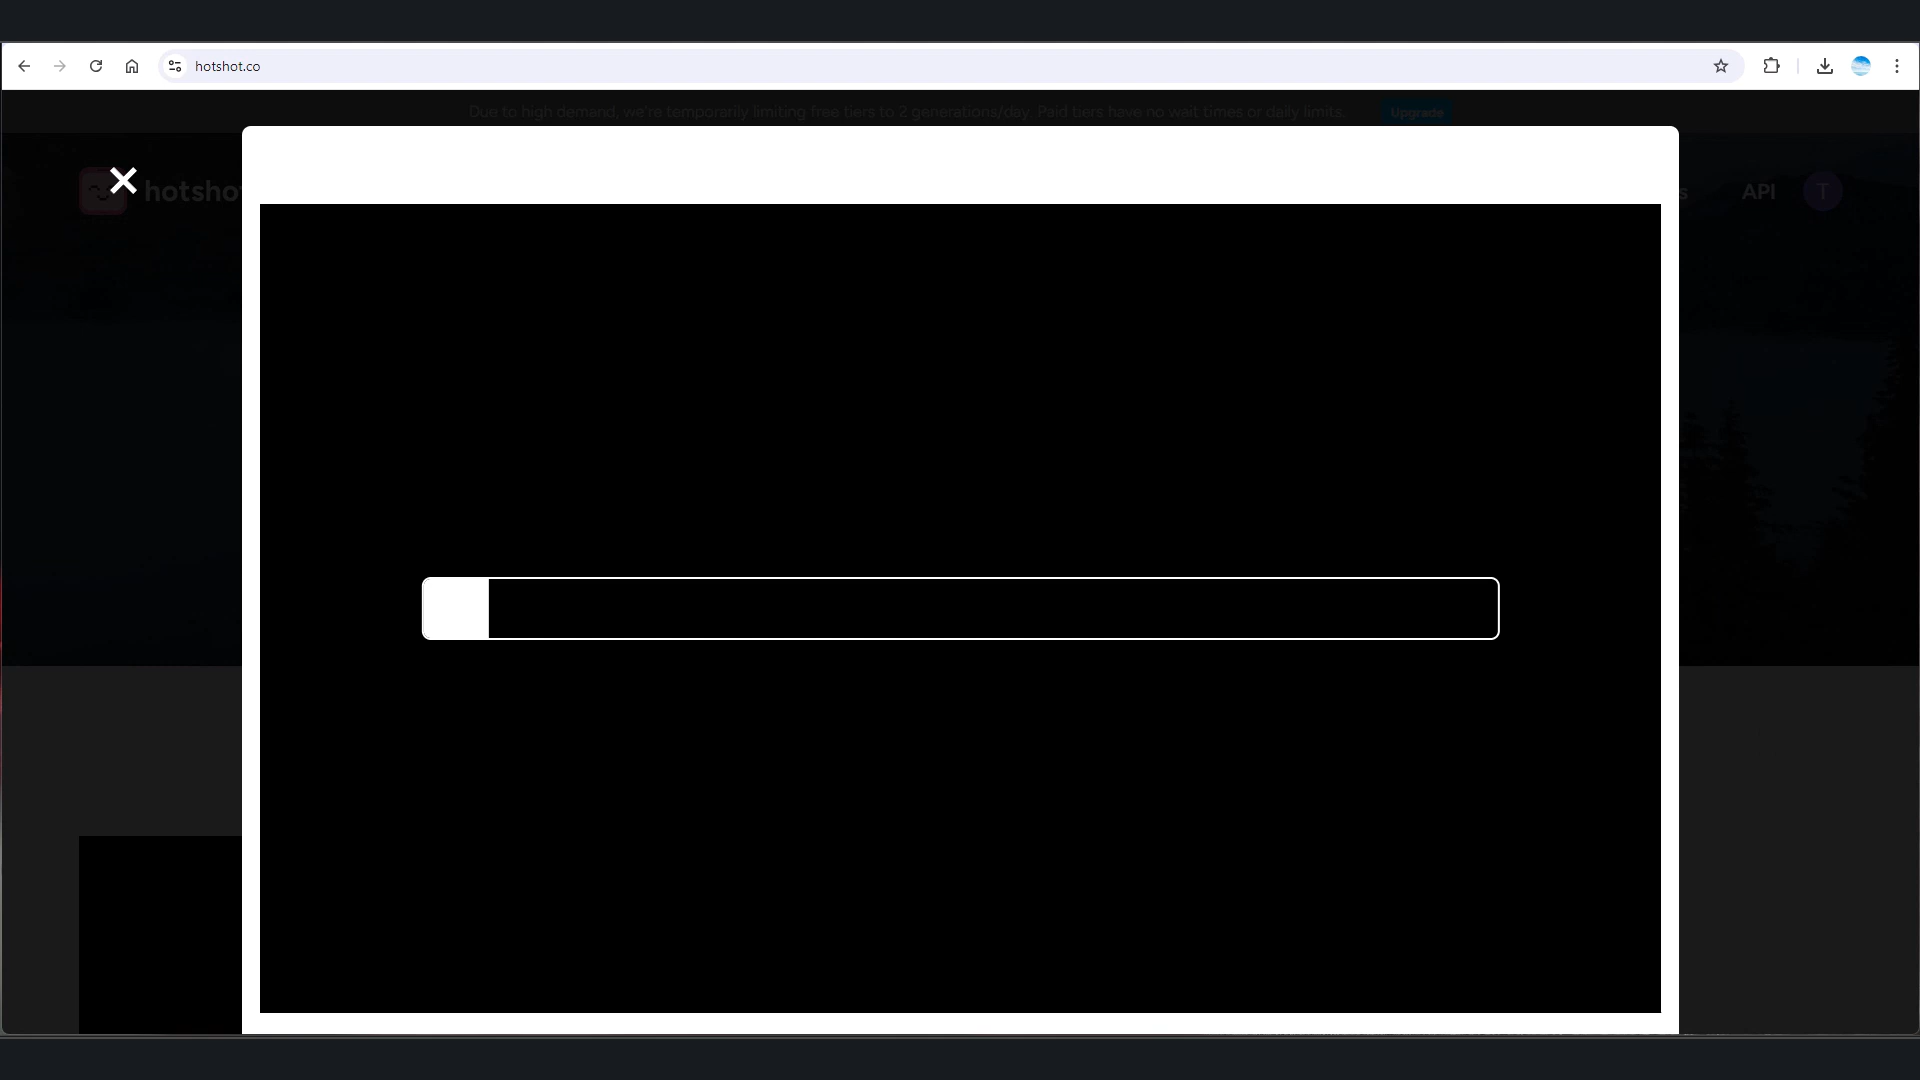 hotshot.co
Due to high demand, we're temporarily limiting free tiers to 2 generations/day. Paid tiers have no wait times or daily limits.
Upgrade
hotshot
s
API
T